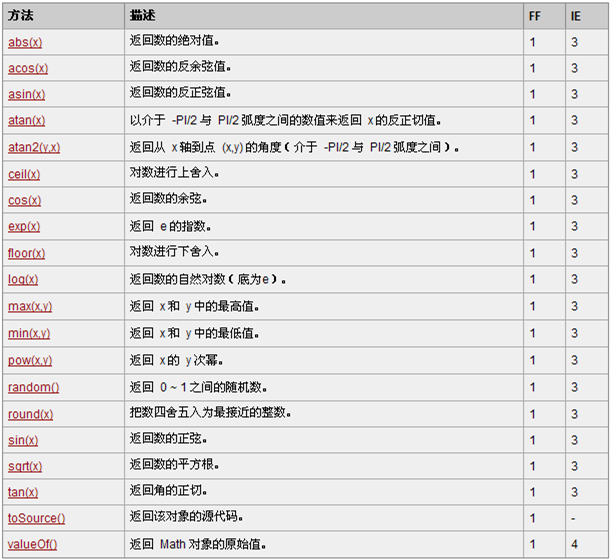 方法 描述 FF IE
abs(x) 返回数的绝对值。 1 3
acos(x) 返回数的反余弦值。 1 3
asin(x) 返回数的反正弦值。 1 3
atan(x) 以介于 -PI/2 与 PI/2 弧度之间的数值来返回 x 的反正切值。 1 3
atan2(y,x) 返回从 x 轴到点 (x,y) 的角度（介于 -PI/2 与 PI/2 弧度之间）。 1 3
ceil(x) 对数进行上舍入。 1 3
cos(x) 返回数的余弦。 1 3
exp(x) 返回 e 的指数。 1 3
floor(x) 对数进行下舍入。 1 3
log(x) 返回数的自然对数（底为e）。 1 3
max(x,y) 返回 x 和 y 中的最高值。 1 3
min(x,y) 返回 x 和 y 中的最低值。 1 3
pow(x,y) 返回 x 的 y 次幂。 1 3
random() 返回 0 ~ 1 之间的随机数。 1 3
round(x) 把数四舍五入为最接近的整数。 1 3
sin(x) 返回数的正弦。 1 3
sqrt(x) 返回数的平方根。 1 3
tan(x) 返回角的正切。 1 3
toSource() 返回该对象的源代码。 1 -
valueOf() 返回 Math 对象的原始值。 1 4